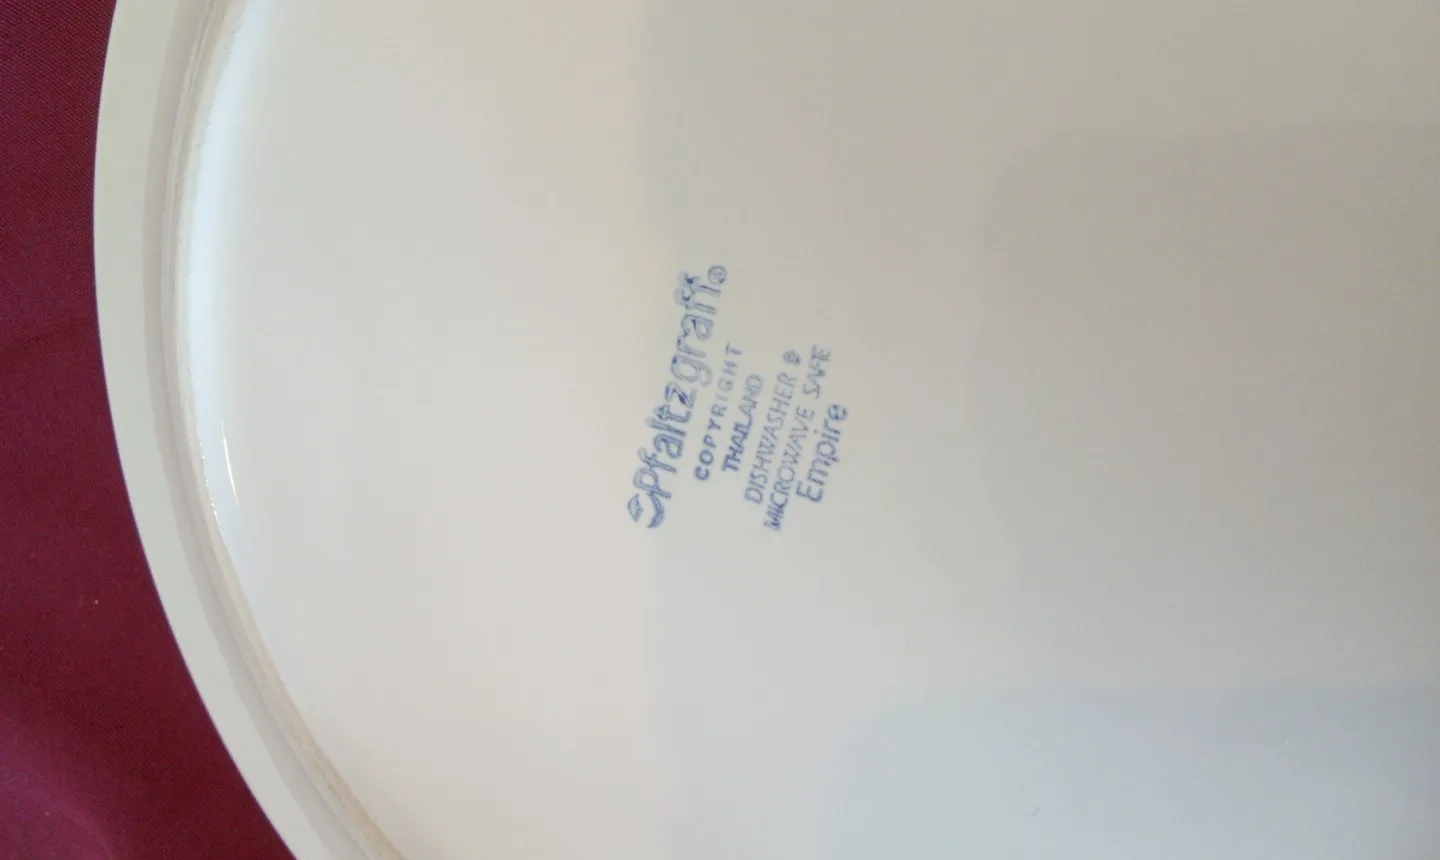 Pfaltzgraff®
COPYRIGHT
THAILAND
DISHWASHER &
MICROWAVE SAFE
Empire